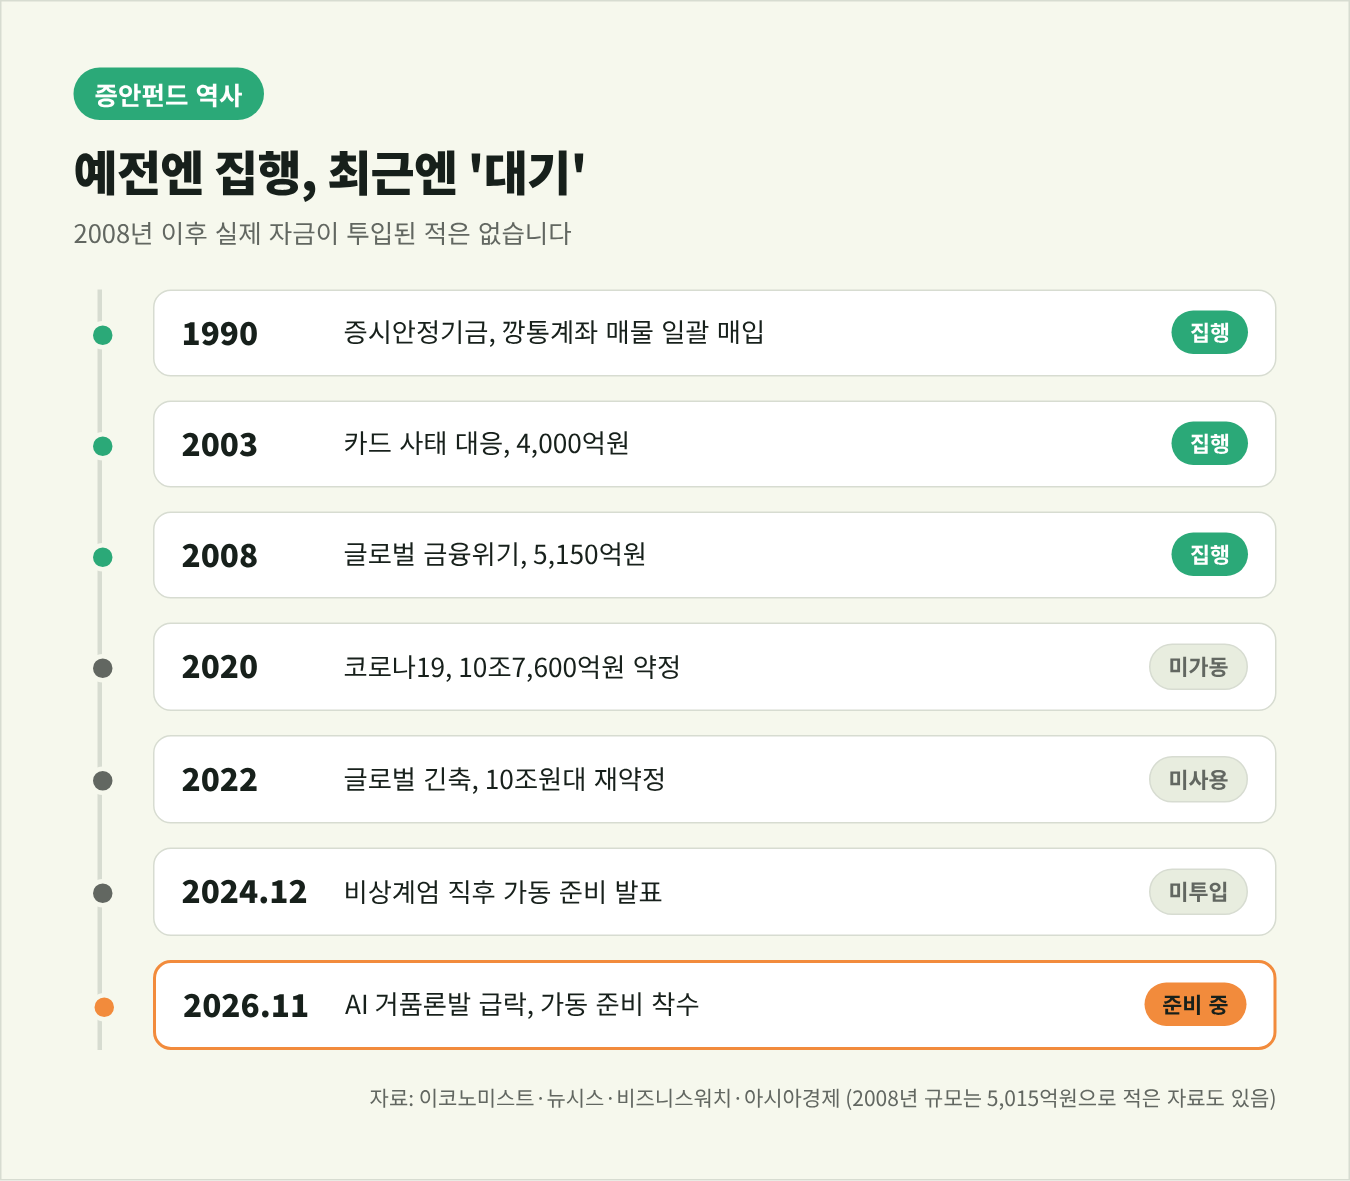 증안펀드 역사
예전엔 집행, 최근엔 '대기'
2008년 이후 실제 자금이 투입된 적은 없습니다
1990 증시안정기금, 깡통계좌 매물 일괄 매입 집행
2003 카드 사태 대응, 4,000억원 집행
2008 글로벌 금융위기, 5,150억원 집행
2020 코로나19, 10조7,600억원 약정 미가동
2022 글로벌 긴축, 10조원대 재약정 미사용
2024.12 비상계엄 직후 가동 준비 발표 미투입
2026.11 AI 거품론발 급락, 가동 준비 착수 준비 중
자료: 이코노미스트·뉴시스·비즈니스워치·아시아경제 (2008년 규모는 5,015억원으로 적은 자료도 있음)